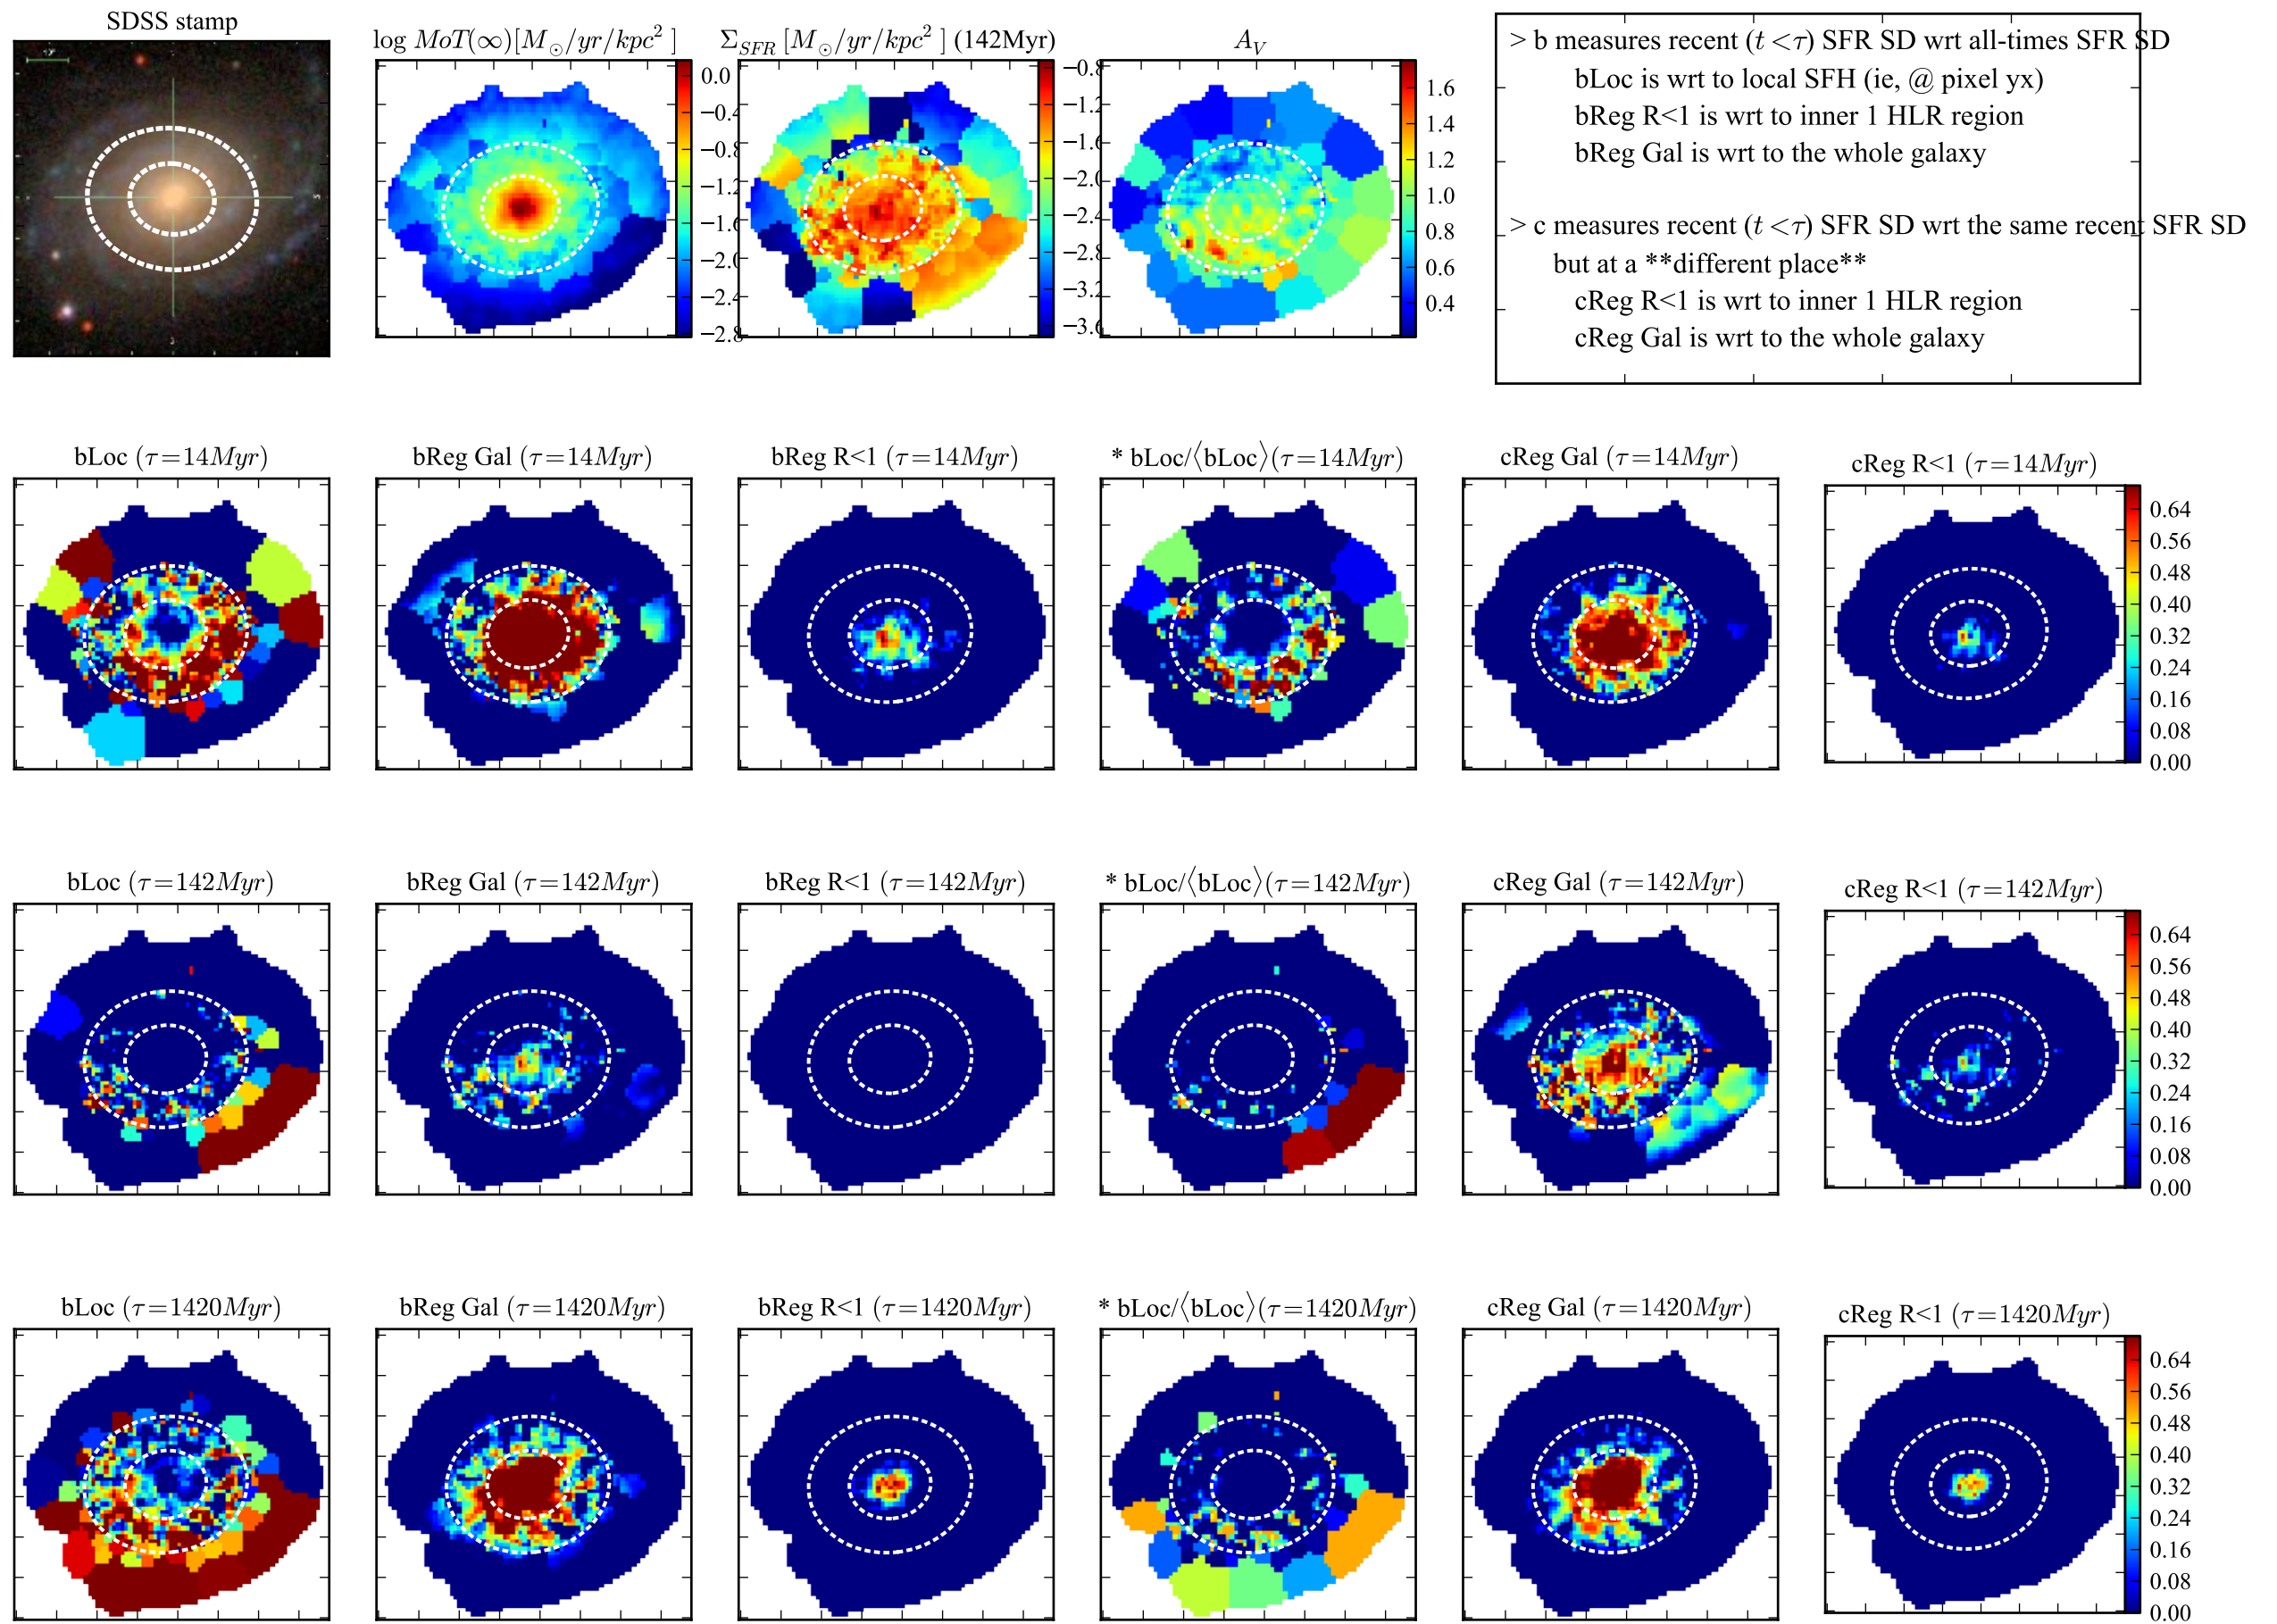 SDSS stamp
log MoT(∞)[M⊙/yr/kpc² ]
Σ_SFR [M⊙/yr/kpc² ] (142Myr)
A_V
0.0
−0.4
−0.8
−1.2
−1.6
−2.0
−2.4
−2.8
−0.8
−1.2
−1.6
−2.0
−2.4
−2.8
−3.2
−3.6
1.6
1.4
1.2
1.0
0.8
0.6
0.4
> b measures recent (t <τ) SFR SD wrt all-times SFR SD
bLoc is wrt to local SFH (ie, @ pixel yx)
bReg R<1 is wrt to inner 1 HLR region
bReg Gal is wrt to the whole galaxy
> c measures recent (t <τ) SFR SD wrt the same recent SFR SD
but at a **different place**
cReg R<1 is wrt to inner 1 HLR region
cReg Gal is wrt to the whole galaxy
bLoc (τ=14Myr)
bReg Gal (τ=14Myr)
bReg R<1 (τ=14Myr)
* bLoc/⟨bLoc⟩(τ=14Myr)
cReg Gal (τ=14Myr)
cReg R<1 (τ=14Myr)
0.64
0.56
0.48
0.40
0.32
0.24
0.16
0.08
0.00
bLoc (τ=142Myr)
bReg Gal (τ=142Myr)
bReg R<1 (τ=142Myr)
* bLoc/⟨bLoc⟩(τ=142Myr)
cReg Gal (τ=142Myr)
cReg R<1 (τ=142Myr)
0.64
0.56
0.48
0.40
0.32
0.24
0.16
0.08
0.00
bLoc (τ=1420Myr)
bReg Gal (τ=1420Myr)
bReg R<1 (τ=1420Myr)
* bLoc/⟨bLoc⟩(τ=1420Myr)
cReg Gal (τ=1420Myr)
cReg R<1 (τ=1420Myr)
0.64
0.56
0.48
0.40
0.32
0.24
0.16
0.08
0.00